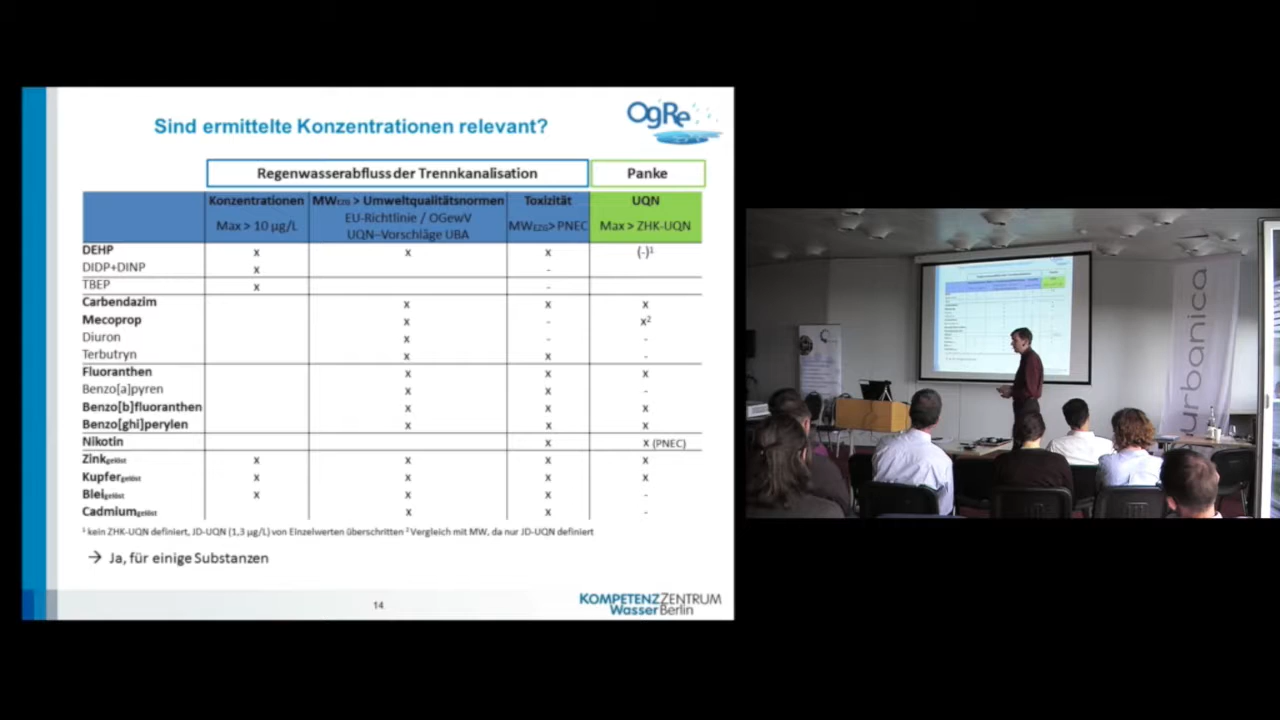 Sind ermittelte Konzentrationen relevant?
OgRe
Regenwasserabfluss der Trennkanalisation Panke
Konzentrationen MWEZG > Umweltqualitätsnormen Toxizität UQN
Max > 10 µg/L EU-Richtlinie / OGewV MWEZG> PNEC Max > ZHK-UQN
UQN–Vorschläge UBA
DEHP x x x (-)¹
DIDP+DINP x -
TBEP x -
Carbendazim x x x
Mecoprop x - x²
Diuron x - -
Terbutryn x x -
Fluoranthen x x x
Benzo[a]pyren x x -
Benzo[b]fluoranthen x x x
Benzo[ghi]perylen x x x
Nikotin x x (PNEC)
Zinkgelöst x x x x
Kupfergelöst x x x x
Bleigelöst x x x -
Cadmiumgelöst x x -
¹ kein ZHK-UQN definiert, JD-UQN (1,3 µg/L) von Einzelwerten überschritten ² Vergleich mit MW, da nur JD-UQN definiert
→ Ja, für einige Substanzen
14
KOMPETENZZENTRUM
WasserBerlin
urbanica